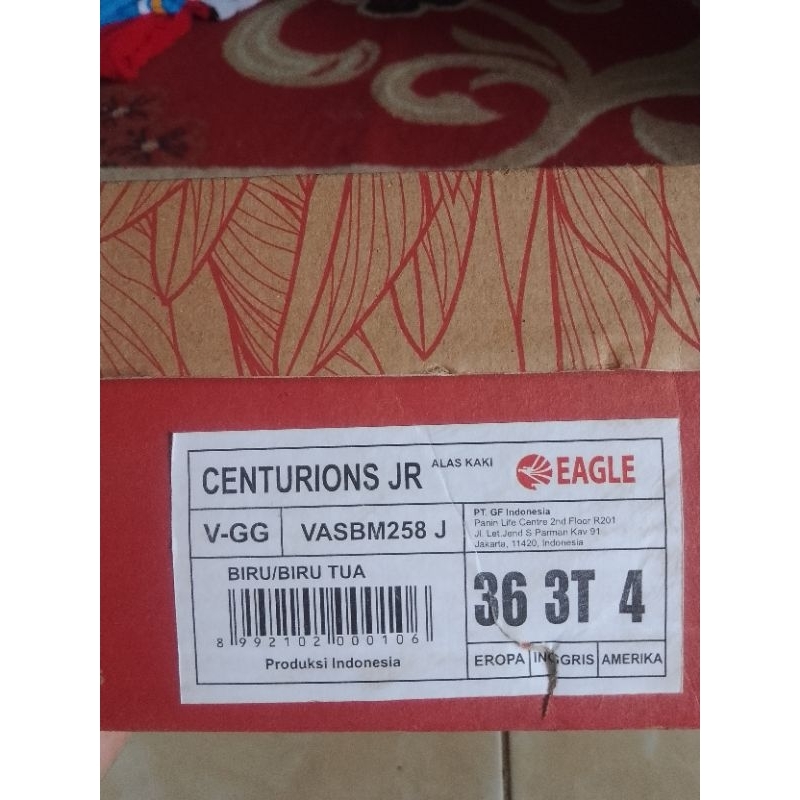 CENTURIONS JR ALAS KAKI
EAGLE
V-GG VASBM258 J
PT. GF Indonesia
Panin Life Centre 2nd Floor R201
Jl. Let.Jend S Parman Kav 91
Jakarta, 11420, Indonesia
BIRU/BIRU TUA
8 992102 000106
Produksi Indonesia
36 3T 4
EROPA INGGRIS AMERIKA